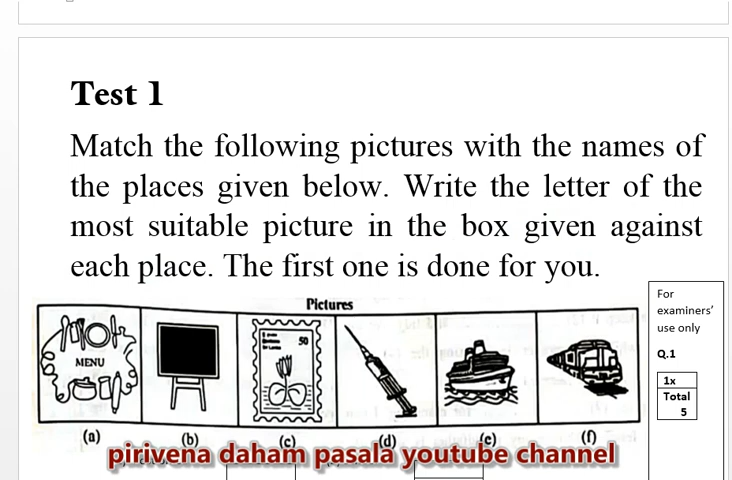 Test 1
Match the following pictures with the names of
the places given below. Write the letter of the
most suitable picture in the box given against
each place. The first one is done for you.
Pictures
MENU
50
(a) (b) (c) (d) (e) (f)
For
examiners'
use only
Q.1
1x
Total
5
pirivena daham pasala youtube channel